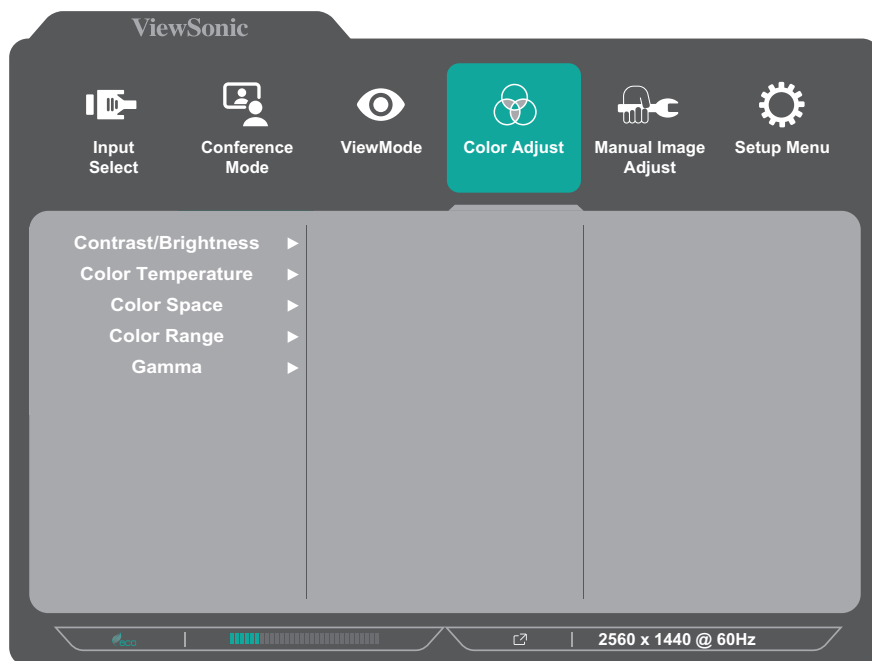 ViewSonic
Input
Select
Conference
Mode
ViewMode
Color Adjust
Manual Image
Adjust
Setup Menu
Contrast/Brightness
Color Temperature
Color Space
Color Range
Gamma
eco
2560 x 1440 @ 60Hz